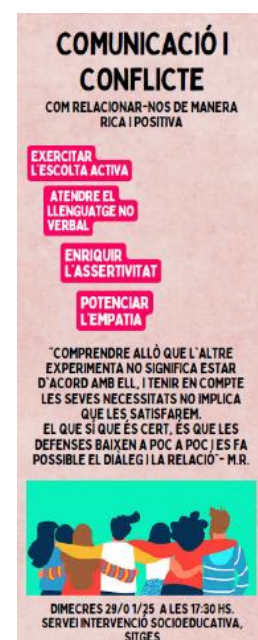 COMUNICACIÓ I
CONFLICTE
COM RELACIONAR-NOS DE MANERA
RICA I POSITIVA
EXERCITAR
L'ESCOLTA ACTIVA
ATENDRE EL
LLENGUATGE NO
VERBAL
ENRIQUIR
L'ASSERTIVITAT
POTENCIAR
L'EMPATIA
"COMPRENDRE ALLÒ QUE L`ALTRE
EXPERIMENTA NO SIGNIFICA ESTAR
D`ACORD AMB ELL, I TENIR EN COMPTE
LES SEVES NECESSITATS NO IMPLICA
QUE LES SATISFAREM.
EL QUE SÍ QUE ÉS CERT, ÉS QUE LES
DEFENSES BAIXEN A POC A POC I ES FA
POSSIBLE EL DIÀLEG I LA RELACIÓ"- M.R.
DIMECRES 29/01/25 A LES 17:30 HS.
SERVEI INTERVENCIÓ SOCIOEDUCATIVA,
SITGES